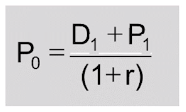 P₀ = (D₁ + P₁) / (1+r)